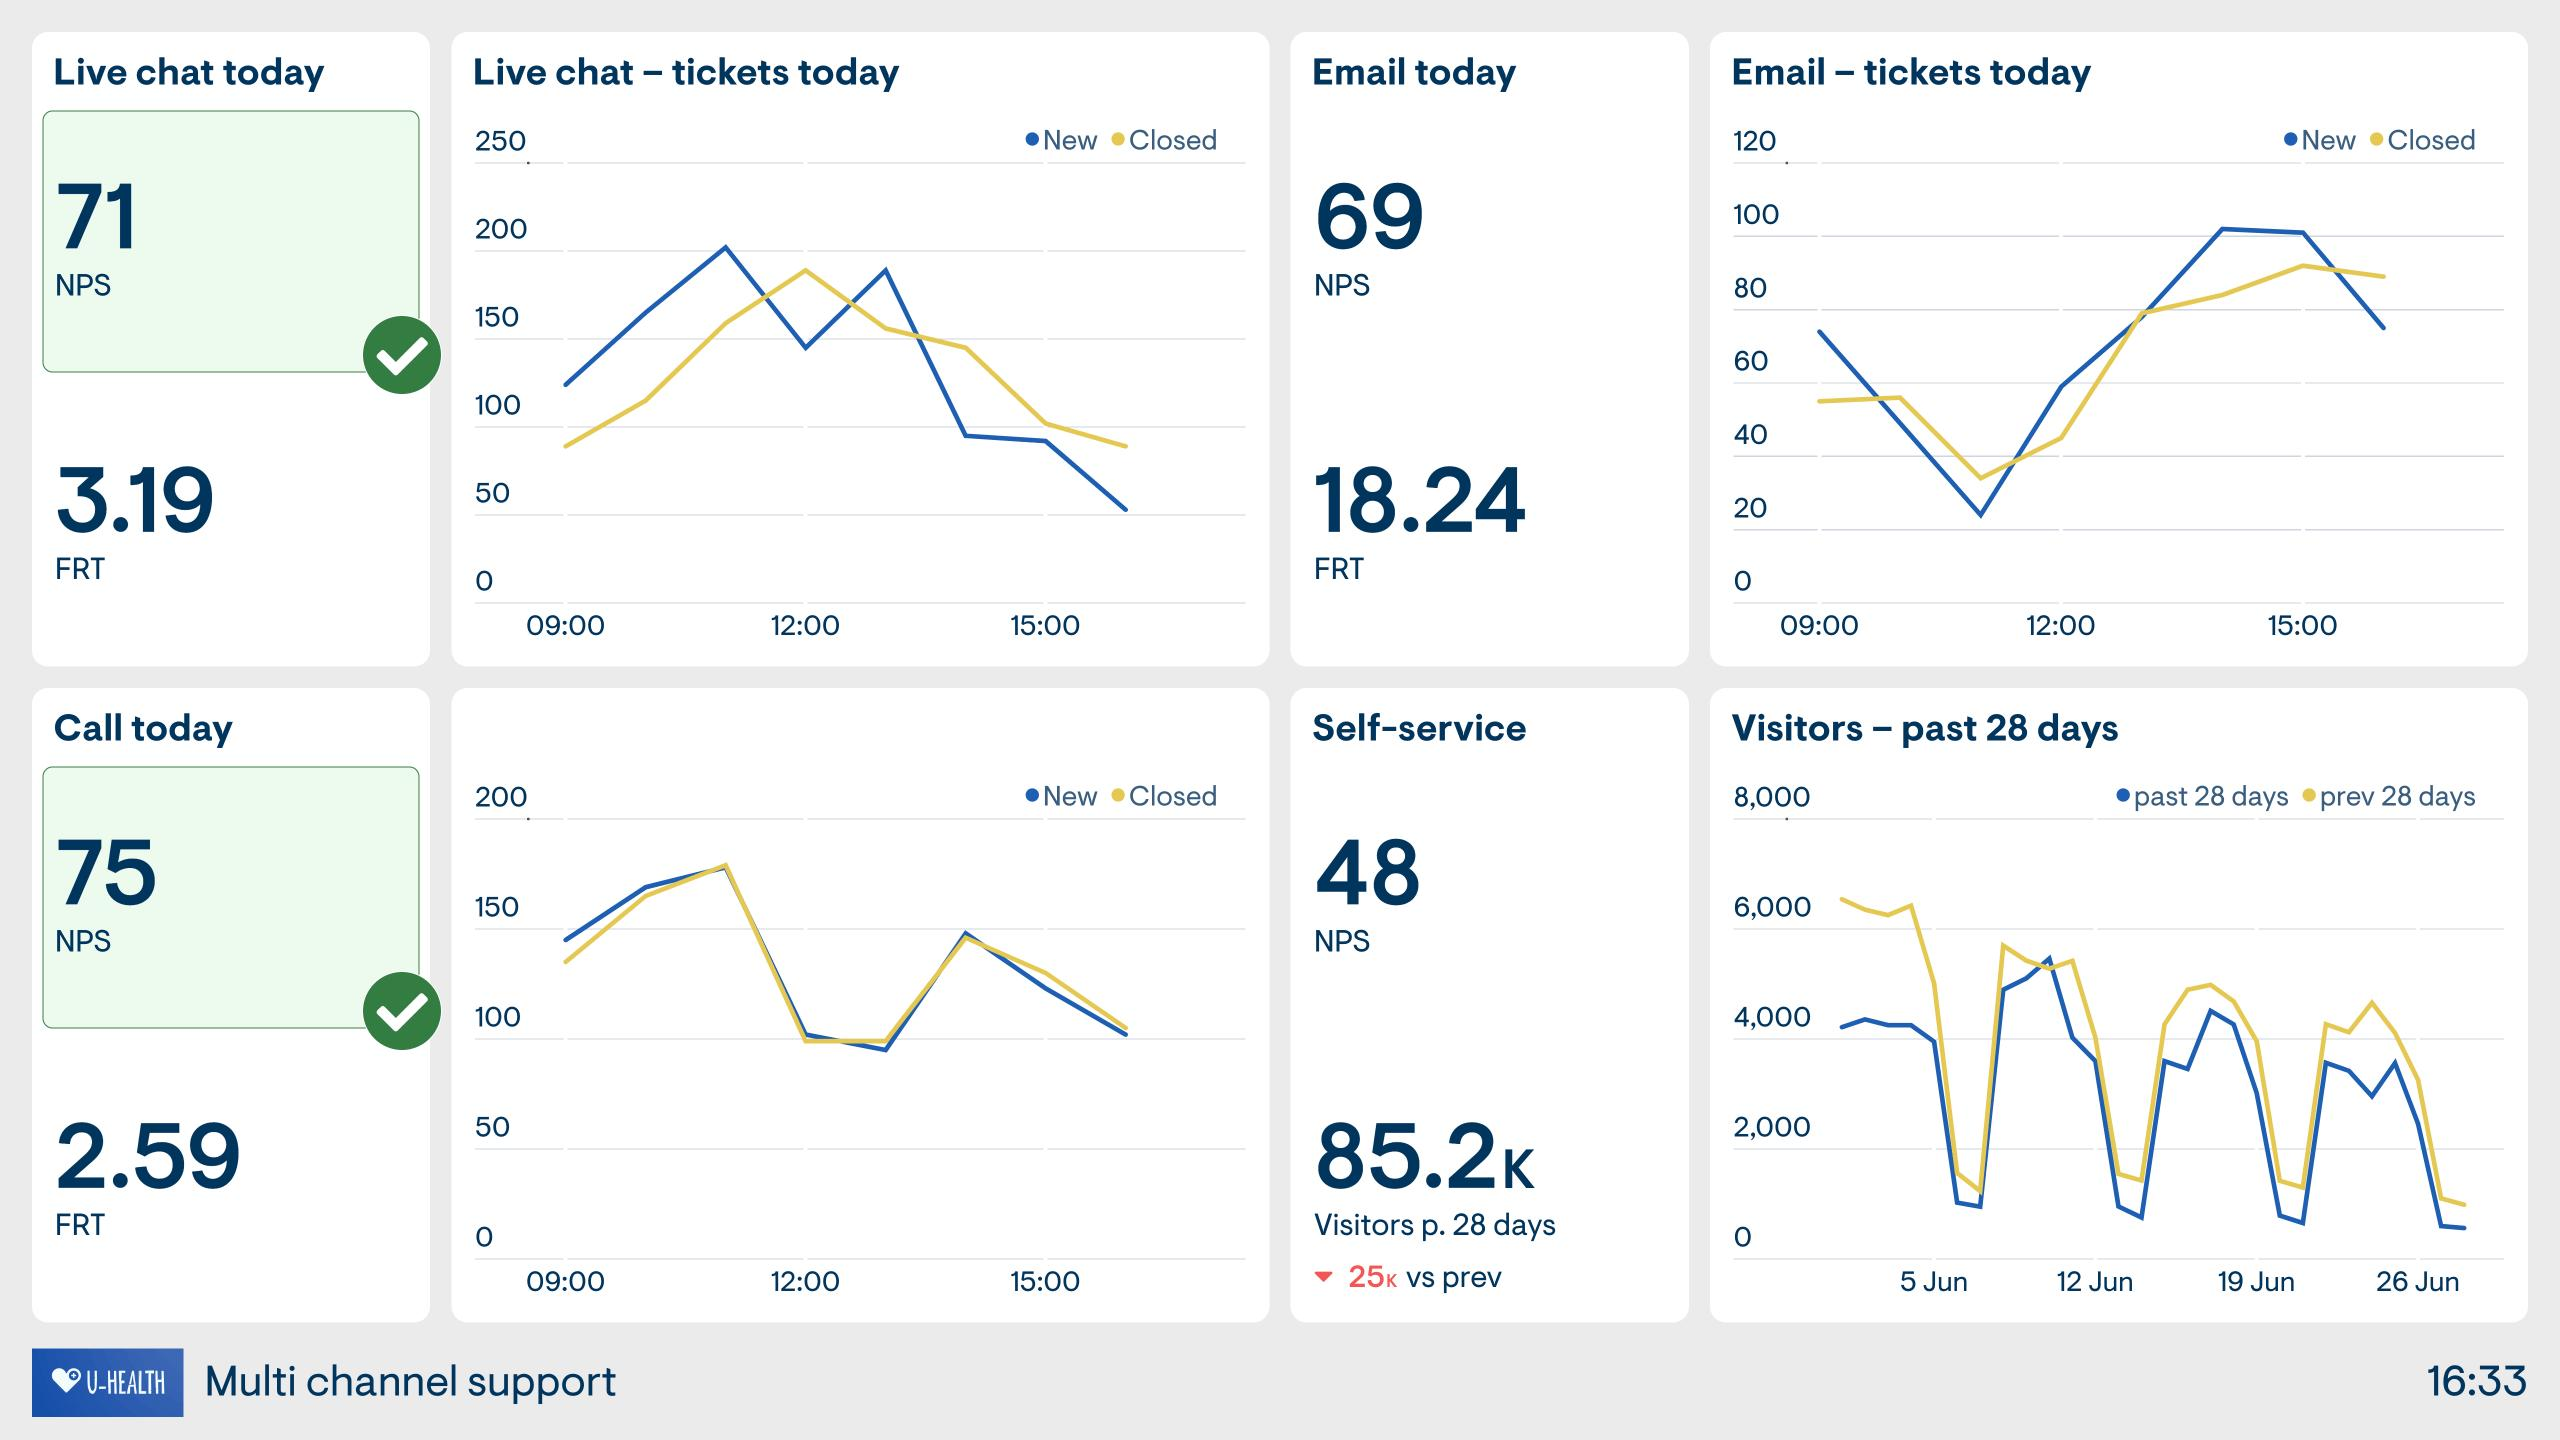 Live chat today
71
NPS
3.19
FRT
Live chat – tickets today
New Closed
250
200
150
100
50
0
09:00 12:00 15:00
Email today
69
NPS
18.24
FRT
Email – tickets today
New Closed
120
100
80
60
40
20
0
09:00 12:00 15:00
Call today
75
NPS
2.59
FRT
New Closed
200
150
100
50
0
09:00 12:00 15:00
Self-service
48
NPS
85.2K
Visitors p. 28 days
25K vs prev
Visitors – past 28 days
past 28 days prev 28 days
8,000
6,000
4,000
2,000
0
5 Jun 12 Jun 19 Jun 26 Jun
U-HEALTH
Multi channel support
16:33